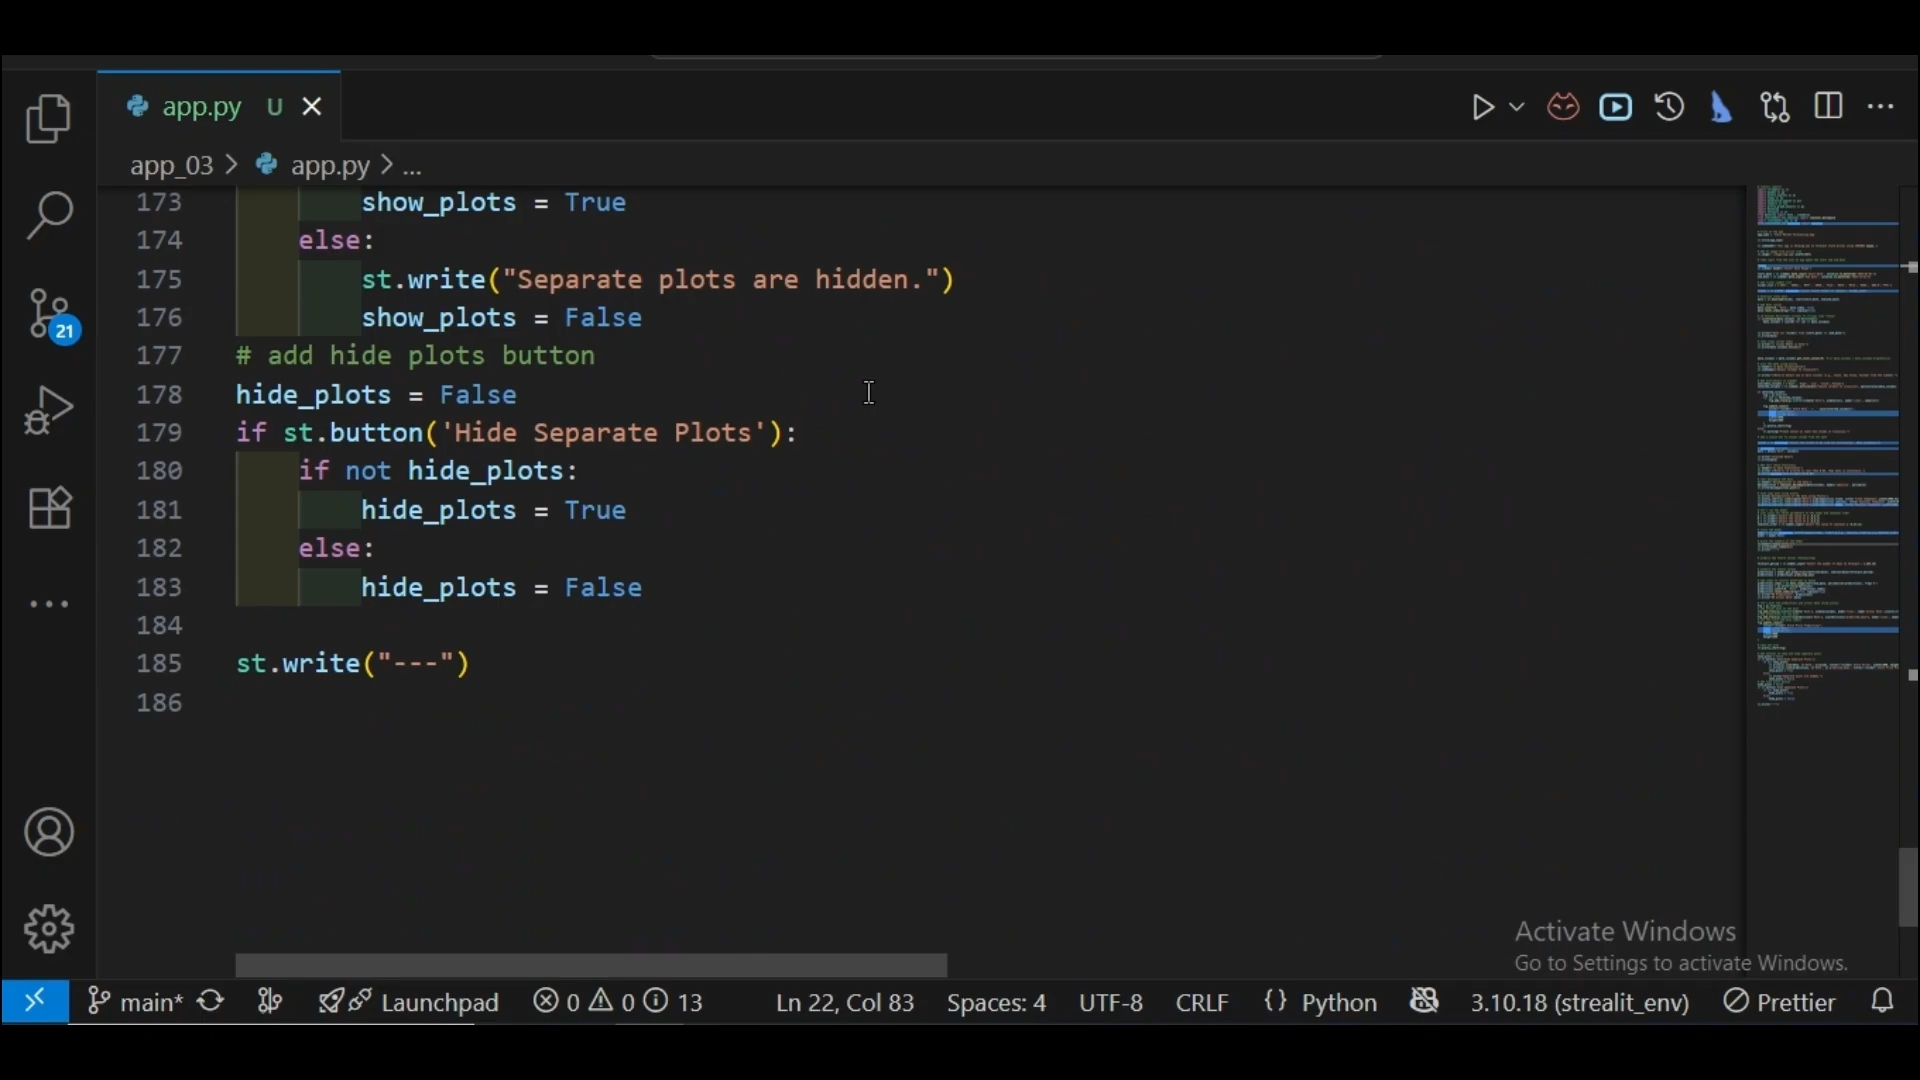 app.py U
app_03 > app.py > ...
173 show_plots = True
174 else:
175 st.write("Separate plots are hidden.")
176 show_plots = False
177 # add hide plots button
178 hide_plots = False
179 if st.button('Hide Separate Plots'):
180 if not hide_plots:
181 hide_plots = True
182 else:
183 hide_plots = False
184
185 st.write("---")
186
21
Activate Windows
Go to Settings to activate Windows.
main* Launchpad 0 0 13 Ln 22, Col 83 Spaces: 4 UTF-8 CRLF {} Python 3.10.18 (strealit_env) Prettier